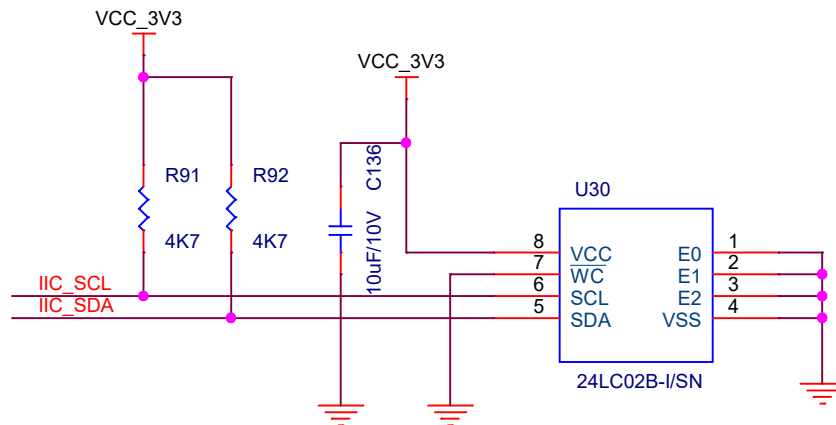 VCC_3V3
VCC_3V3
R91
R92
4K7
4K7
C136
10uF/10V
U30
IIC_SCL
IIC_SDA
8
7
6
5
VCC
WC
SCL
SDA
E0
E1
E2
VSS
1
2
3
4
24LC02B-I/SN